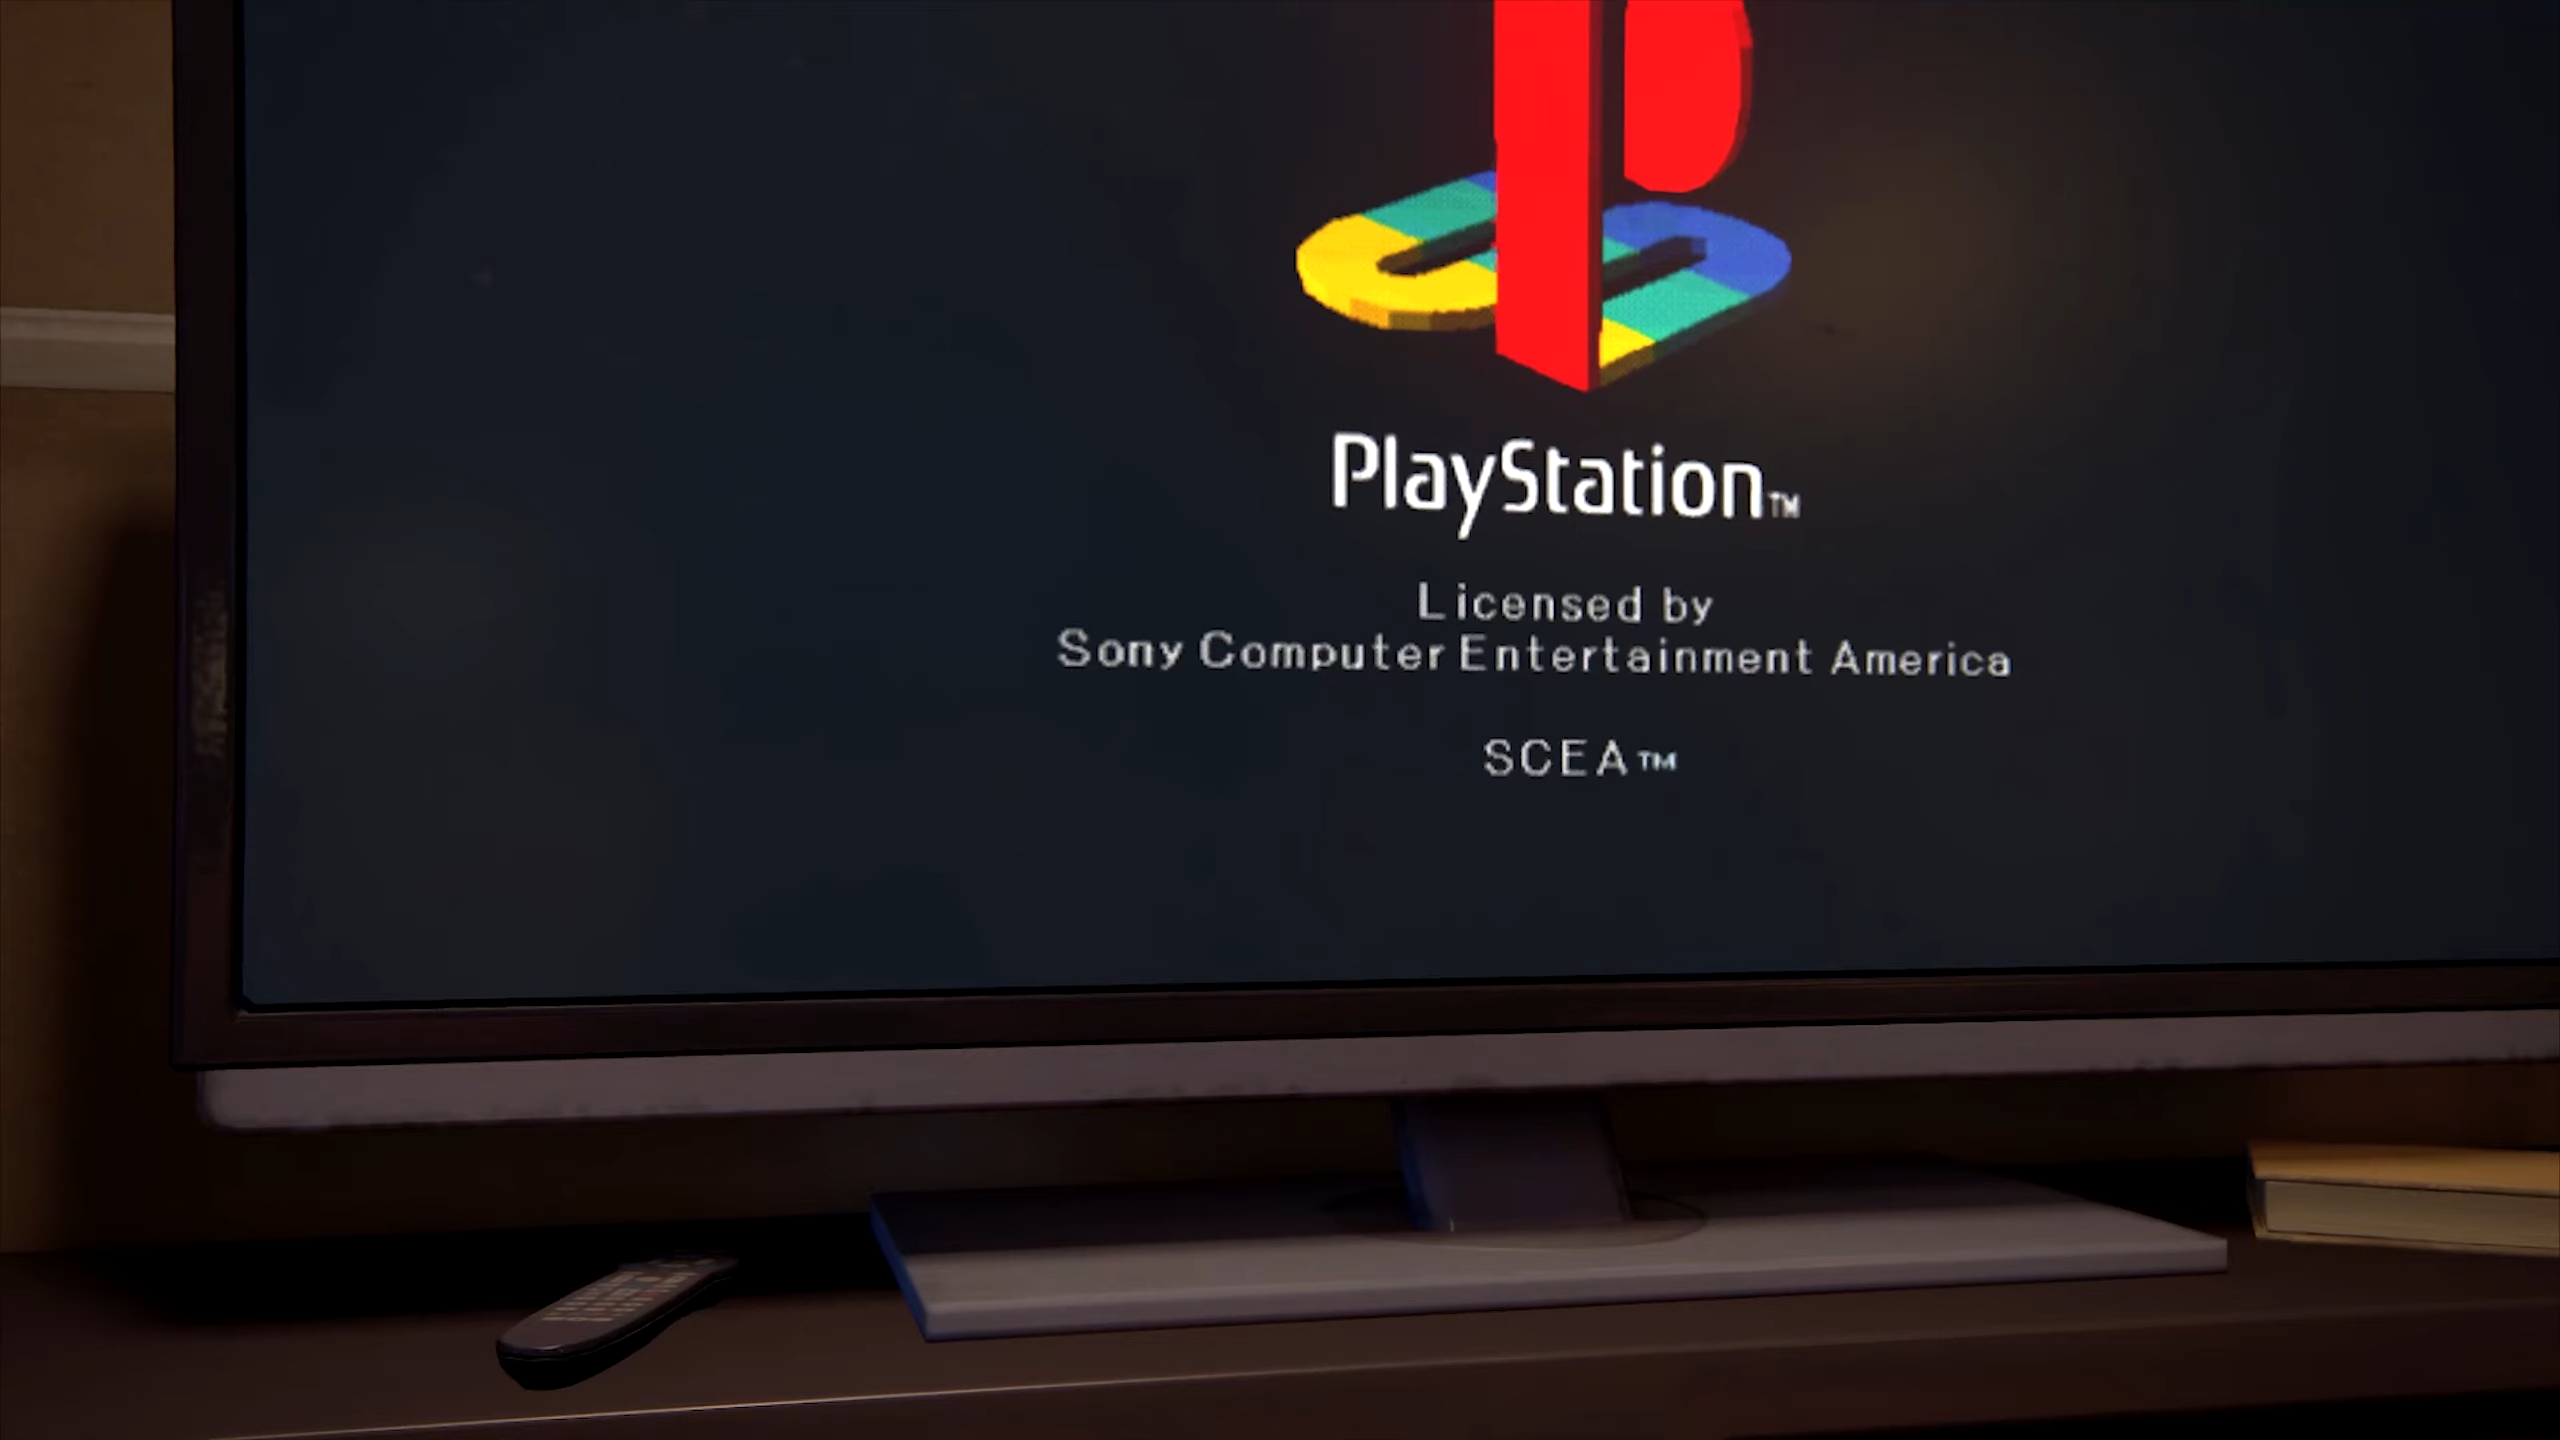 PlayStation™
Licensed by
Sony Computer Entertainment America
SCEA™